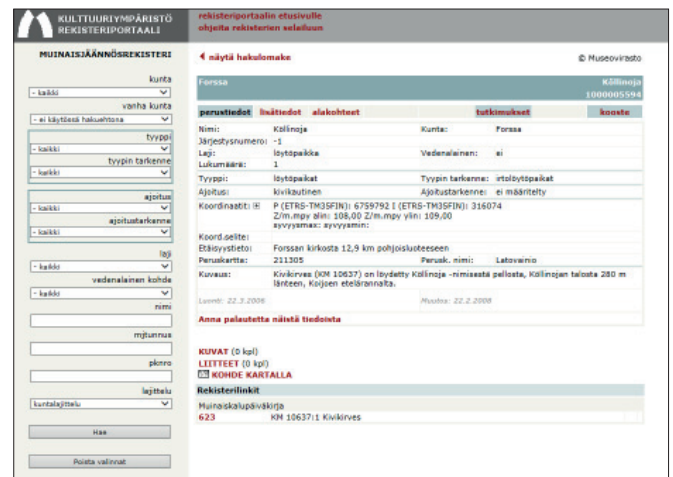 KULTTUURIYMPÄRISTÖ
REKISTERIPORTAALI
rekisteriportaalin etusivulle
ohjeita rekisterien selailuun
MUINAISJÄÄNNÖSREKISTERI
kunta
- kaikki
vanha kunta
- ei käytössä hakuehtona
tyyppi
- kaikki
tyypin tarkenne
- kaikki
ajoitus
- kaikki
ajoitustarkenne
- kaikki
laji
- kaikki
vedenalainen kohde
- kaikki
nimi
mjtunnus
pknro
lajittelu
kuntalajittelu
Hae
Poista valinnat
näytä hakulomake
© Museovirasto
Forssa Köllinoja
1000005594
perustiedot lisätiedot alakohteet tutkimukset kooste
Nimi: Köllinoja Kunta: Forssa
Järjestysnumero: -1
Laji: löytöpaikka Vedenalainen: ei
Lukumäärä: 1
Tyyppi: löytöpaikat Tyypin tarkenne: irtolöytöpaikat
Ajoitus: kivikautinen Ajoitustarkenne: ei määritelty
Koordinaatit: P (ETRS-TM35FIN): 6759792 I (ETRS-TM35FIN): 316074
Z/m.mpy alin: 108,00 Z/m.mpy ylin: 109,00
syvyysmax: syvyysmin:
Koord.selite:
Etäisyystieto: Forssan kirkosta 12,9 km pohjoisluoteeseen
Peruskartta: 211305 Perusk. nimi: Latovainio
Kuvaus: Kivikirves (KM 10637) on löydetty Köllinoja -nimisestä pellosta, Köllinojan talosta 280 m
länteen, Koijoen etelärannalta.
Luonti: 22.3.2006 Muutos: 22.2.2008
Anna palautetta näistä tiedoista
KUVAT (0 kpl)
LIITTEET (0 kpl)
KOHDE KARTALLA
Rekisterilinkit
Muinaiskalupäiväkirja
623 KM 10637:1 Kivikirves